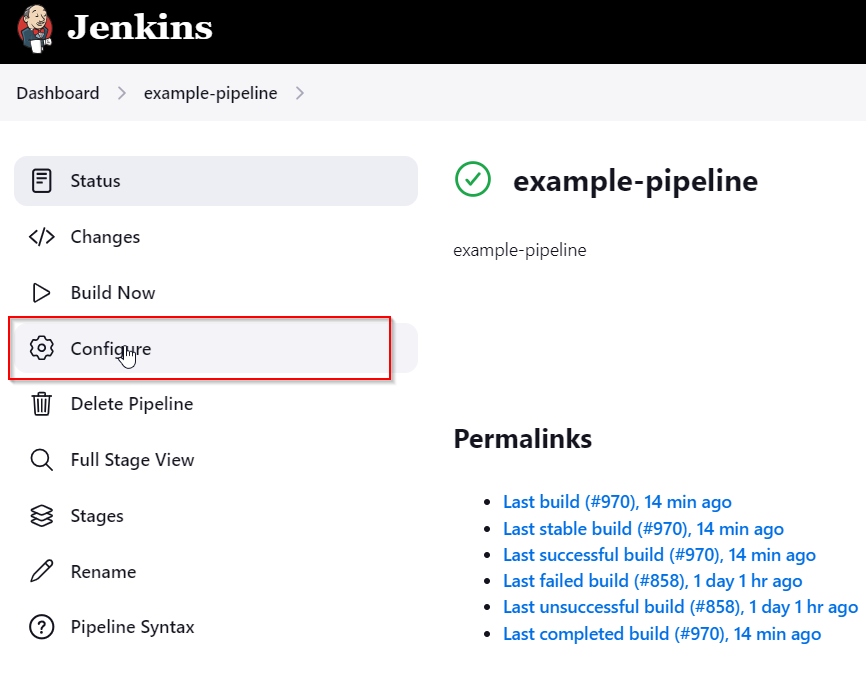 Jenkins
Dashboard > example-pipeline >
Status
Changes
Build Now
Configure
Delete Pipeline
Full Stage View
Stages
Rename
Pipeline Syntax
example-pipeline
example-pipeline
Permalinks
Last build (#970), 14 min ago
Last stable build (#970), 14 min ago
Last successful build (#970), 14 min ago
Last failed build (#858), 1 day 1 hr ago
Last unsuccessful build (#858), 1 day 1 hr ago
Last completed build (#970), 14 min ago